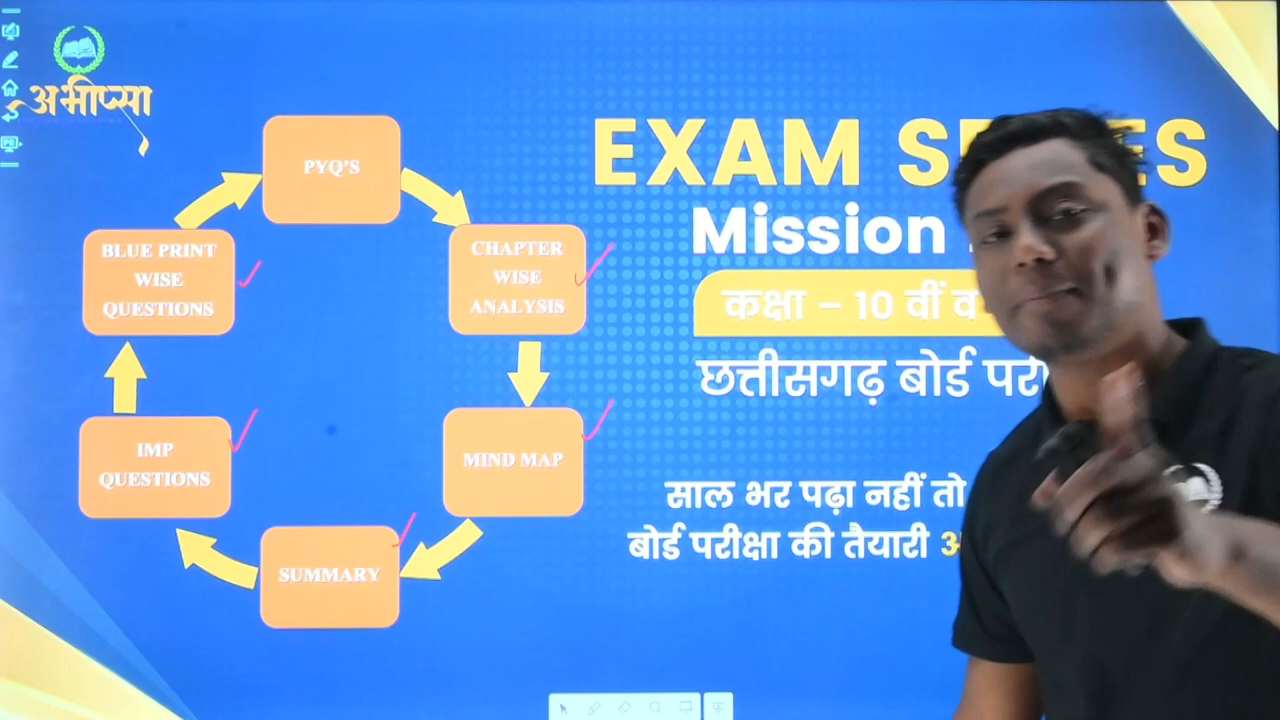 अभीप्सा
PYQ'S
CHAPTER
WISE
ANALYSIS
MIND MAP
SUMMARY
IMP
QUESTIONS
BLUE PRINT
WISE
QUESTIONS
EXAM
Mission
कक्षा – 10 वीं व
छत्तीसगढ़ बोर्ड
साल भर पढ़ा नहीं तो
बोर्ड परीक्षा की तैयारी